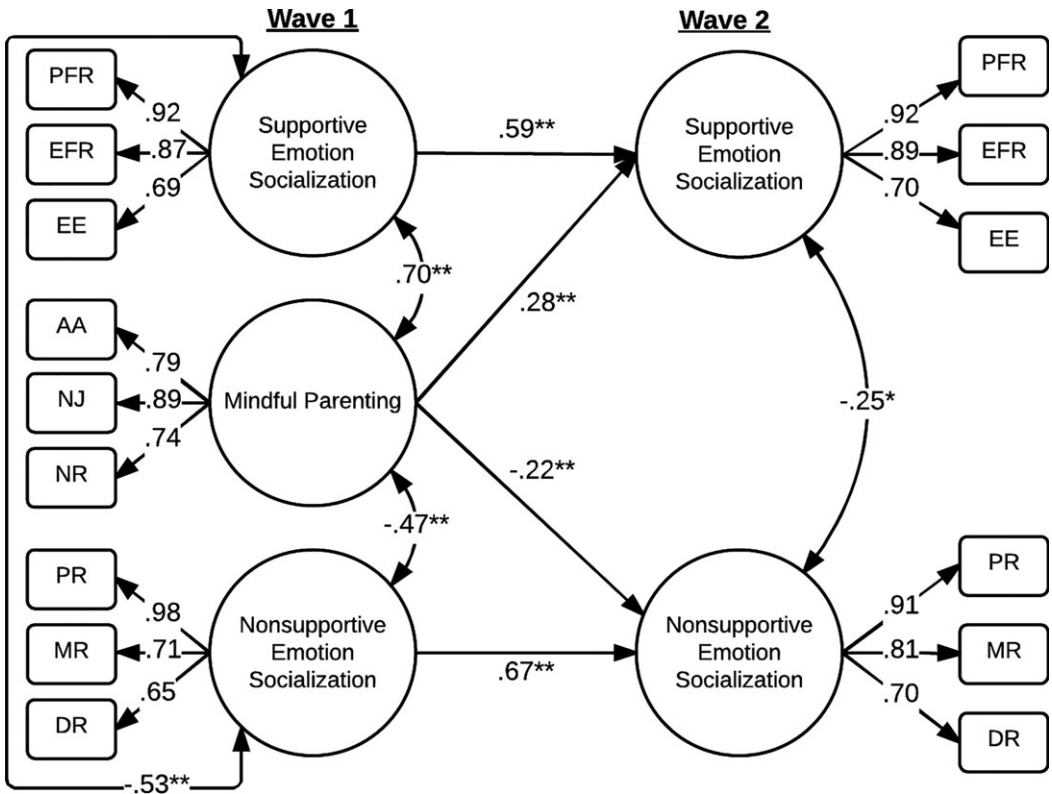 Wave 1
Wave 2
PFR
EFR
EE
.92
.87
.69
Supportive
Emotion
Socialization
.59**
Supportive
Emotion
Socialization
.92
.89
.70
PFR
EFR
EE
.70**
.28**
AA
NJ
NR
.79
.89
.74
Mindful Parenting
-.25*
-.22**
-.47**
PR
MR
DR
.98
.71
.65
Nonsupportive
Emotion
Socialization
.67**
Nonsupportive
Emotion
Socialization
.91
.81
.70
PR
MR
DR
-.53**